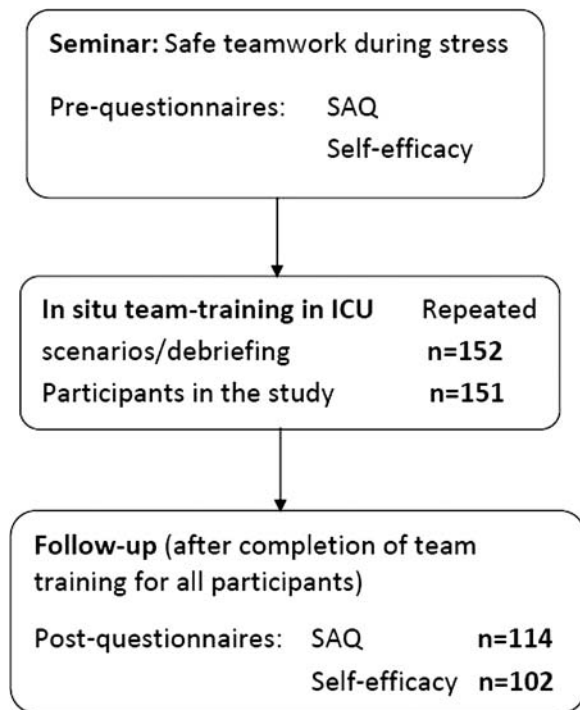 Seminar: Safe teamwork during stress
Pre-questionnaires: SAQ
Self-efficacy
In situ team-training in ICU Repeated
scenarios/debriefing n=152
Participants in the study n=151
Follow-up (after completion of team
training for all participants)
Post-questionnaires: SAQ n=114
Self-efficacy n=102